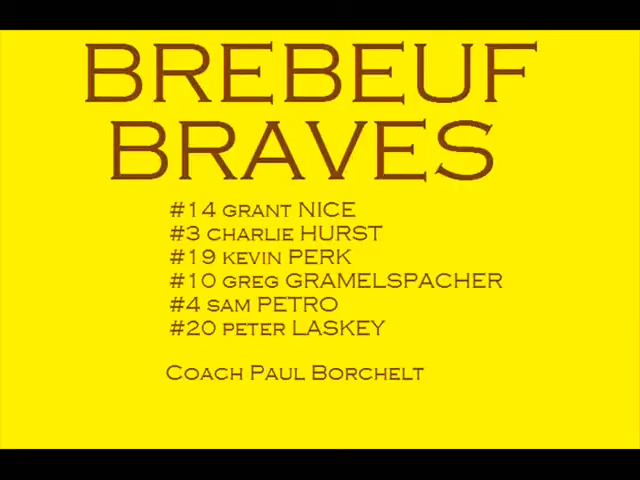 BREBEUF
BRAVES
#14 GRANT NICE
#3 CHARLIE HURST
#19 KEVIN PERK
#10 GREG GRAMELSPACHER
#4 SAM PETRO
#20 PETER LASKEY
COACH PAUL BORCHELT